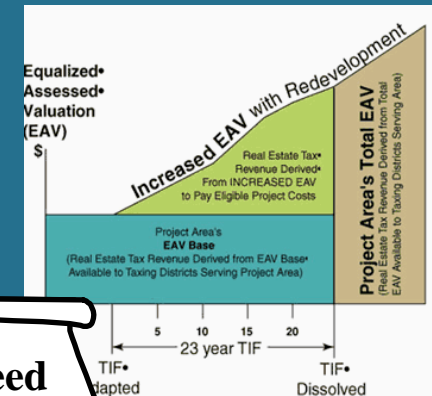 Equalized•
Assessed•
Valuation
(EAV)
$
Increased EAV with Redevelopment
Real Estate Tax•
Revenue Derived•
From INCREASED EAV
to Pay Eligible Project Costs
Project Area's
EAV Base
(Real Estate Tax Revenue Derived from EAV Base•
Available to Taxing Districts Serving Project Area)
Project Area's Total EAV
(Real Estate Tax Revenue Derived from Total
EAV Available to Taxing Districts Serving Area)
5 10 15 20
23 year TIF
TIF•
dapted
TIF•
Dissolved
eed